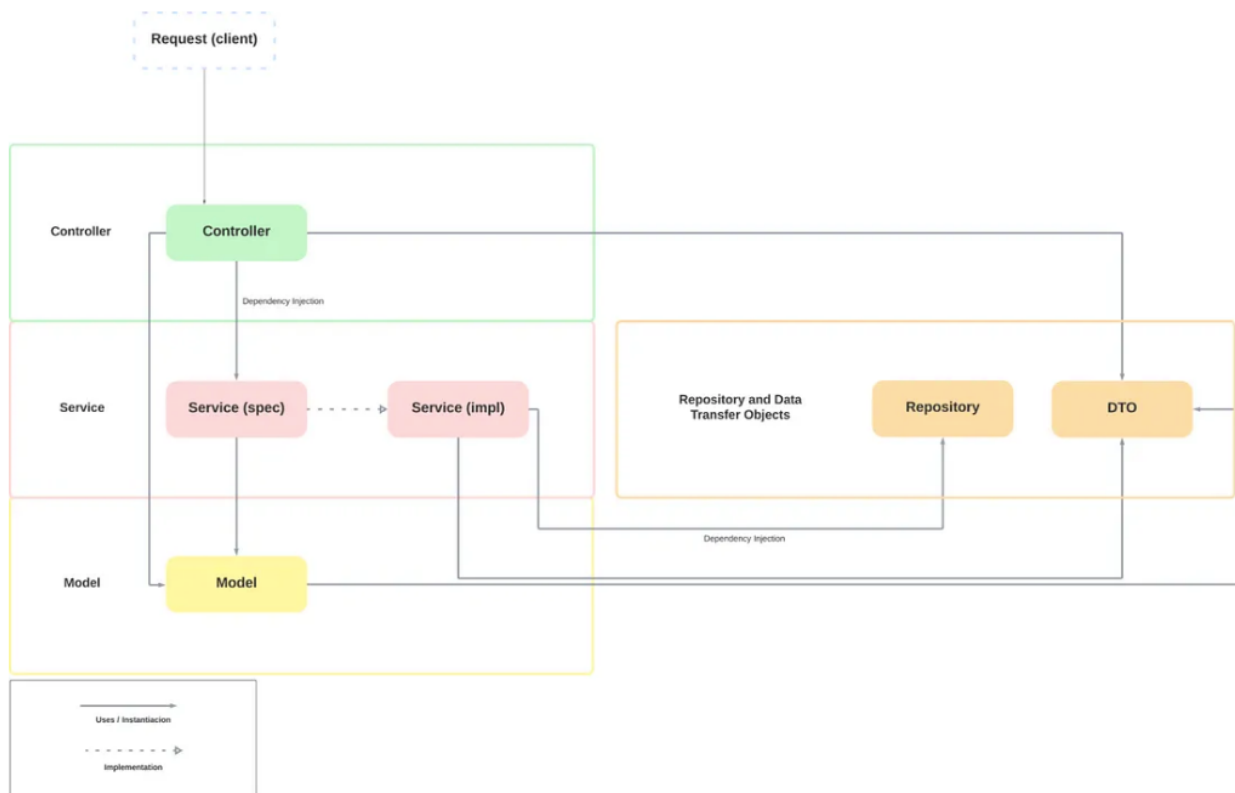 Request (client)
Controller
Controller
Dependency Injection
Service
Service (spec)
Service (impl)
Repository and Data
Transfer Objects
Repository
DTO
Dependency Injection
Model
Model
Uses / Instantiacion
Implementation